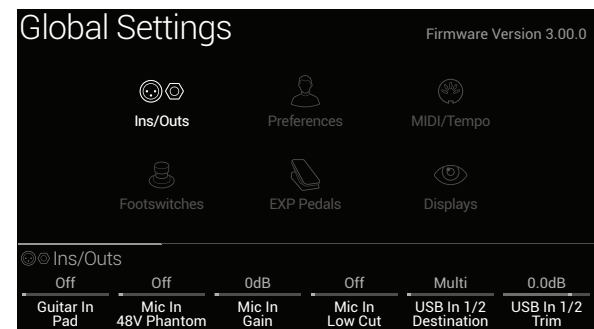 Global Settings
Firmware Version 3.00.0
Ins/Outs
Preferences
MIDI/Tempo
Footswitches
EXP Pedals
Displays
Ins/Outs
Off
Off
0dB
Off
Multi
0.0dB
Guitar In
Pad
Mic In
48V Phantom
Mic In
Gain
Mic In
Low Cut
USB In 1/2
Destination
USB In 1/2
Trim